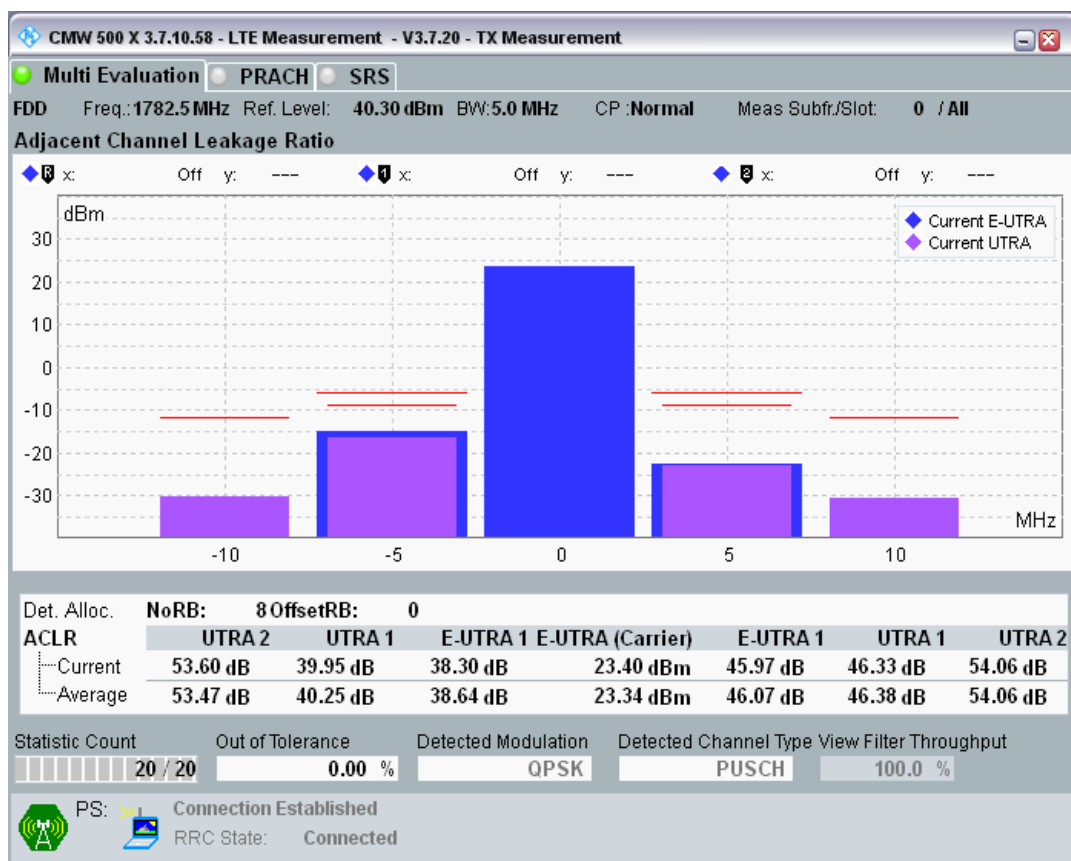 CMW 500 X 3.7.10.58 - LTE Measurement - V3.7.20 - TX Measurement
Multi Evaluation PRACH SRS
FDD Freq.: 1782.5 MHz Ref. Level: 40.30 dBm BW: 5.0 MHz CP : Normal Meas Subfr./Slot: 0 / All
Adjacent Channel Leakage Ratio
R x: Off y: --- 1 x: Off y: --- 2 x: Off y: ---
dBm
Current E-UTRA
Current UTRA
30
20
10
0
-10
-20
-30
MHz
-10 -5 0 5 10
Det. Alloc. NoRB: 8 OffsetRB: 0
ACLR UTRA 2 UTRA 1 E-UTRA 1 E-UTRA (Carrier) E-UTRA 1 UTRA 1 UTRA 2
Current 53.60 dB 39.95 dB 38.30 dB 23.40 dBm 45.97 dB 46.33 dB 54.06 dB
Average 53.47 dB 40.25 dB 38.64 dB 23.34 dBm 46.07 dB 46.38 dB 54.06 dB
Statistic Count Out of Tolerance Detected Modulation Detected Channel Type View Filter Throughput
20 / 20 0.00 % QPSK PUSCH 100.0 %
PS: Connection Established
RRC State: Connected